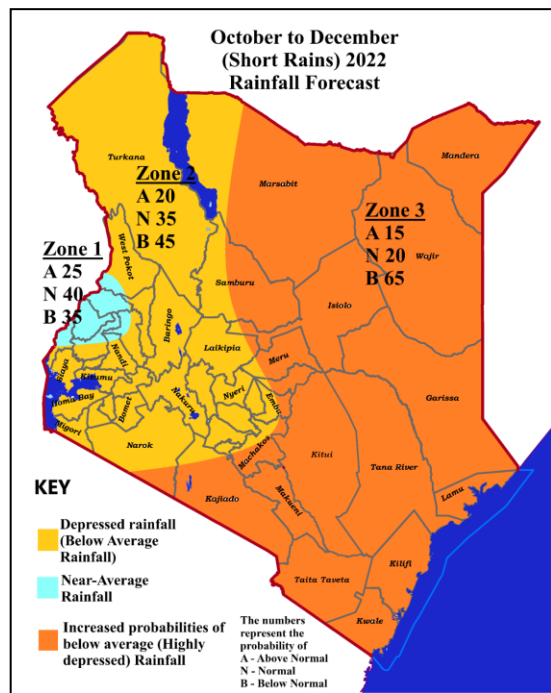 October to December
(Short Rains) 2022
Rainfall Forecast
Turkana
Zone 2
A 20
N 35
B 45
Marsabit
Mandera
Zone 3
A 15
N 20
B 65
Wajir
Zone 1
A 25
N 40
B 35
West Pokot
Samburu
Isiolo
Baringo
Laikipia
Meru
Nandi
Siaya
Kisumu
Homa Bay
Migori
Bomet
Nakuru
Nyeri
Embu
Garissa
Narok
Machakos
Kitui
Tana River
Kajiado
Makueni
Lamu
Taita Taveta
Kilifi
Kwale
KEY
Depressed rainfall
(Below Average
Rainfall)
Near-Average
Rainfall
Increased probabilities of
below average (Highly
depressed) Rainfall
The numbers
represent the
probability of
A - Above Normal
N - Normal
B - Below Normal